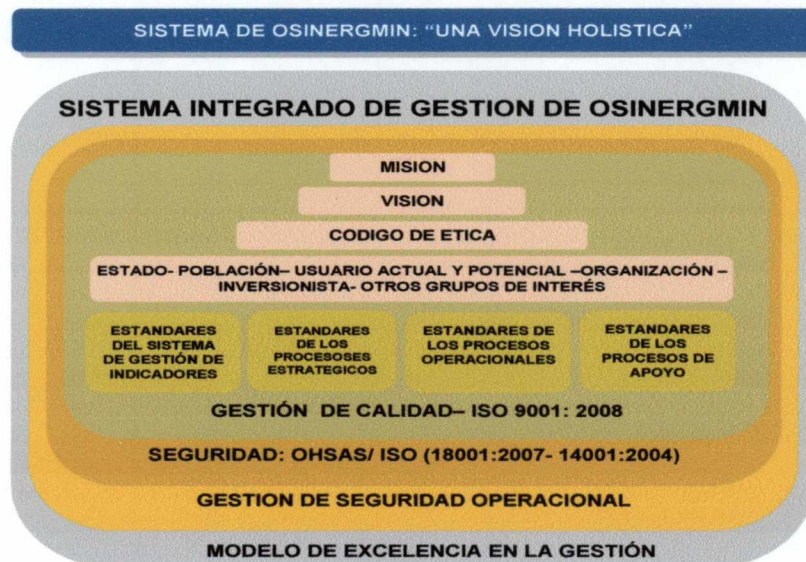 SISTEMA DE OSINERGMIN: “UNA VISION HOLISTICA”
SISTEMA INTEGRADO DE GESTION DE OSINERGMIN
MISION
VISION
CODIGO DE ETICA
ESTADO- POBLACIÓN– USUARIO ACTUAL Y POTENCIAL –ORGANIZACIÓN –
INVERSIONISTA- OTROS GRUPOS DE INTERÉS
ESTANDARES
DEL SISTEMA
DE GESTIÓN DE
INDICADORES
ESTANDARES
DE LOS
PROCESOSES
ESTRATEGICOS
ESTANDARES DE
LOS PROCESOS
OPERACIONALES
ESTANDARES
DE LOS
PROCESOS DE
APOYO
GESTIÓN DE CALIDAD– ISO 9001: 2008
SEGURIDAD: OHSAS/ ISO (18001:2007- 14001:2004)
GESTION DE SEGURIDAD OPERACIONAL
MODELO DE EXCELENCIA EN LA GESTIÓN